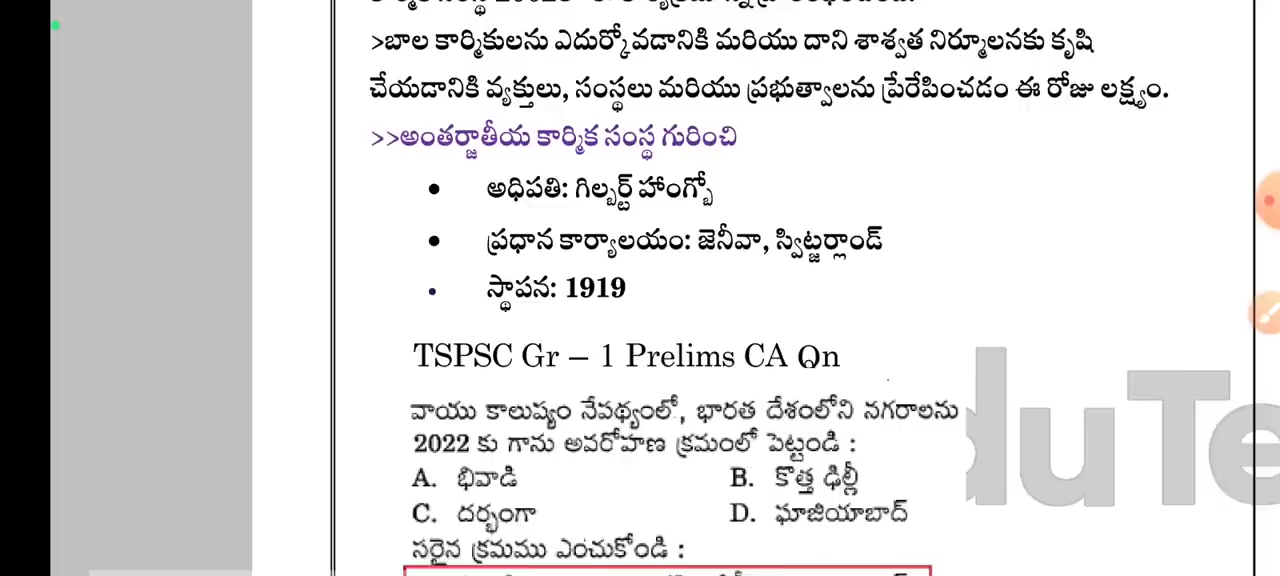 >బాల కార్మికులను ఎదుర్కోవడానికి మరియు దాని శాశ్వత నిర్మూలనకు కృషి
చేయడానికి వ్యక్తులు, సంస్థలు మరియు ప్రభుత్వాలను ప్రేరేపించడం ఈ రోజు లక్ష్యం.
>>అంతర్జాతీయ కార్మిక సంస్థ గురించి
• అధిపతి: గిల్బర్ట్ హాంగ్బో
• ప్రధాన కార్యాలయం: జెనీవా, స్విట్జర్లాండ్
• స్థాపన: 1919
TSPSC Gr – 1 Prelims CA Qn
వాయు కాలుష్యం నేపథ్యంలో, భారత దేశంలోని నగరాలను
2022 కు గాను అవరోహణ క్రమంలో పెట్టండి :
A. భివాడి B. కొత్త ఢిల్లీ
C. దర్భంగా D. ఘాజియాబాద్
సరైన క్రమము ఎంచుకోండి :
duTe